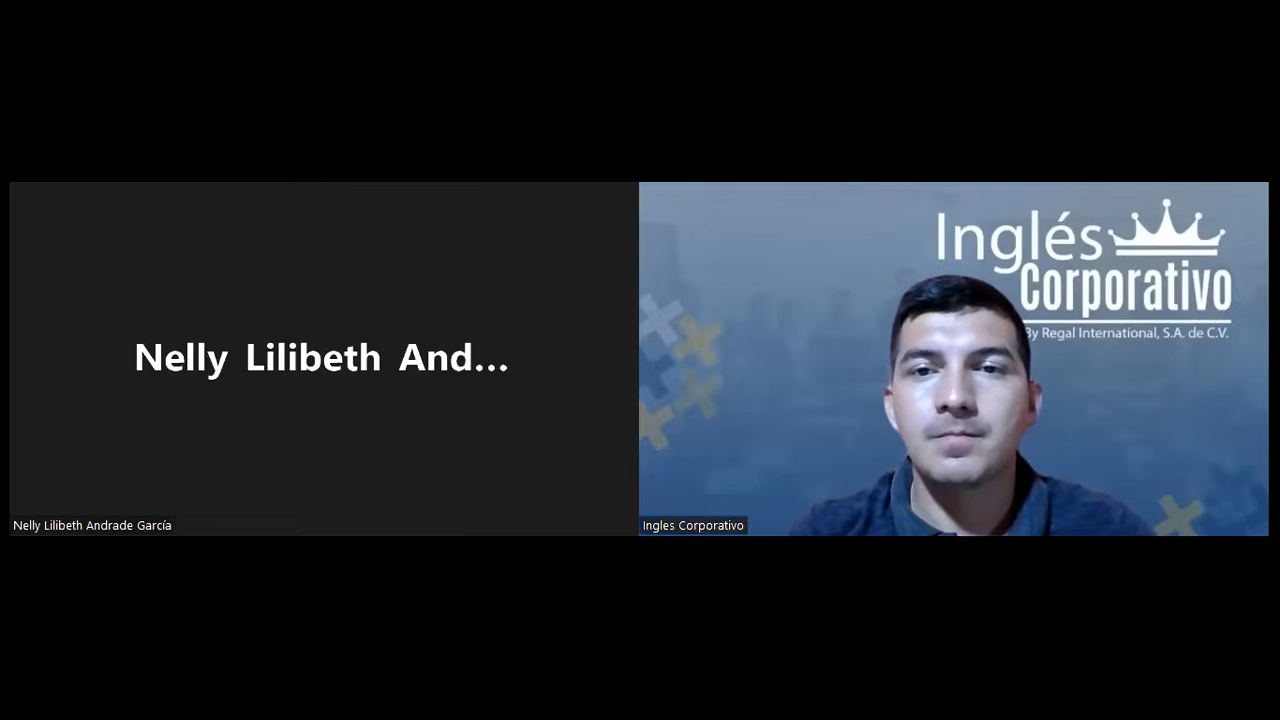 Nelly Lilibeth And...
Nelly Lilibeth Andrade García
Inglés
Corporativo
By Regal International, S.A. de C.V.
Ingles Corporativo